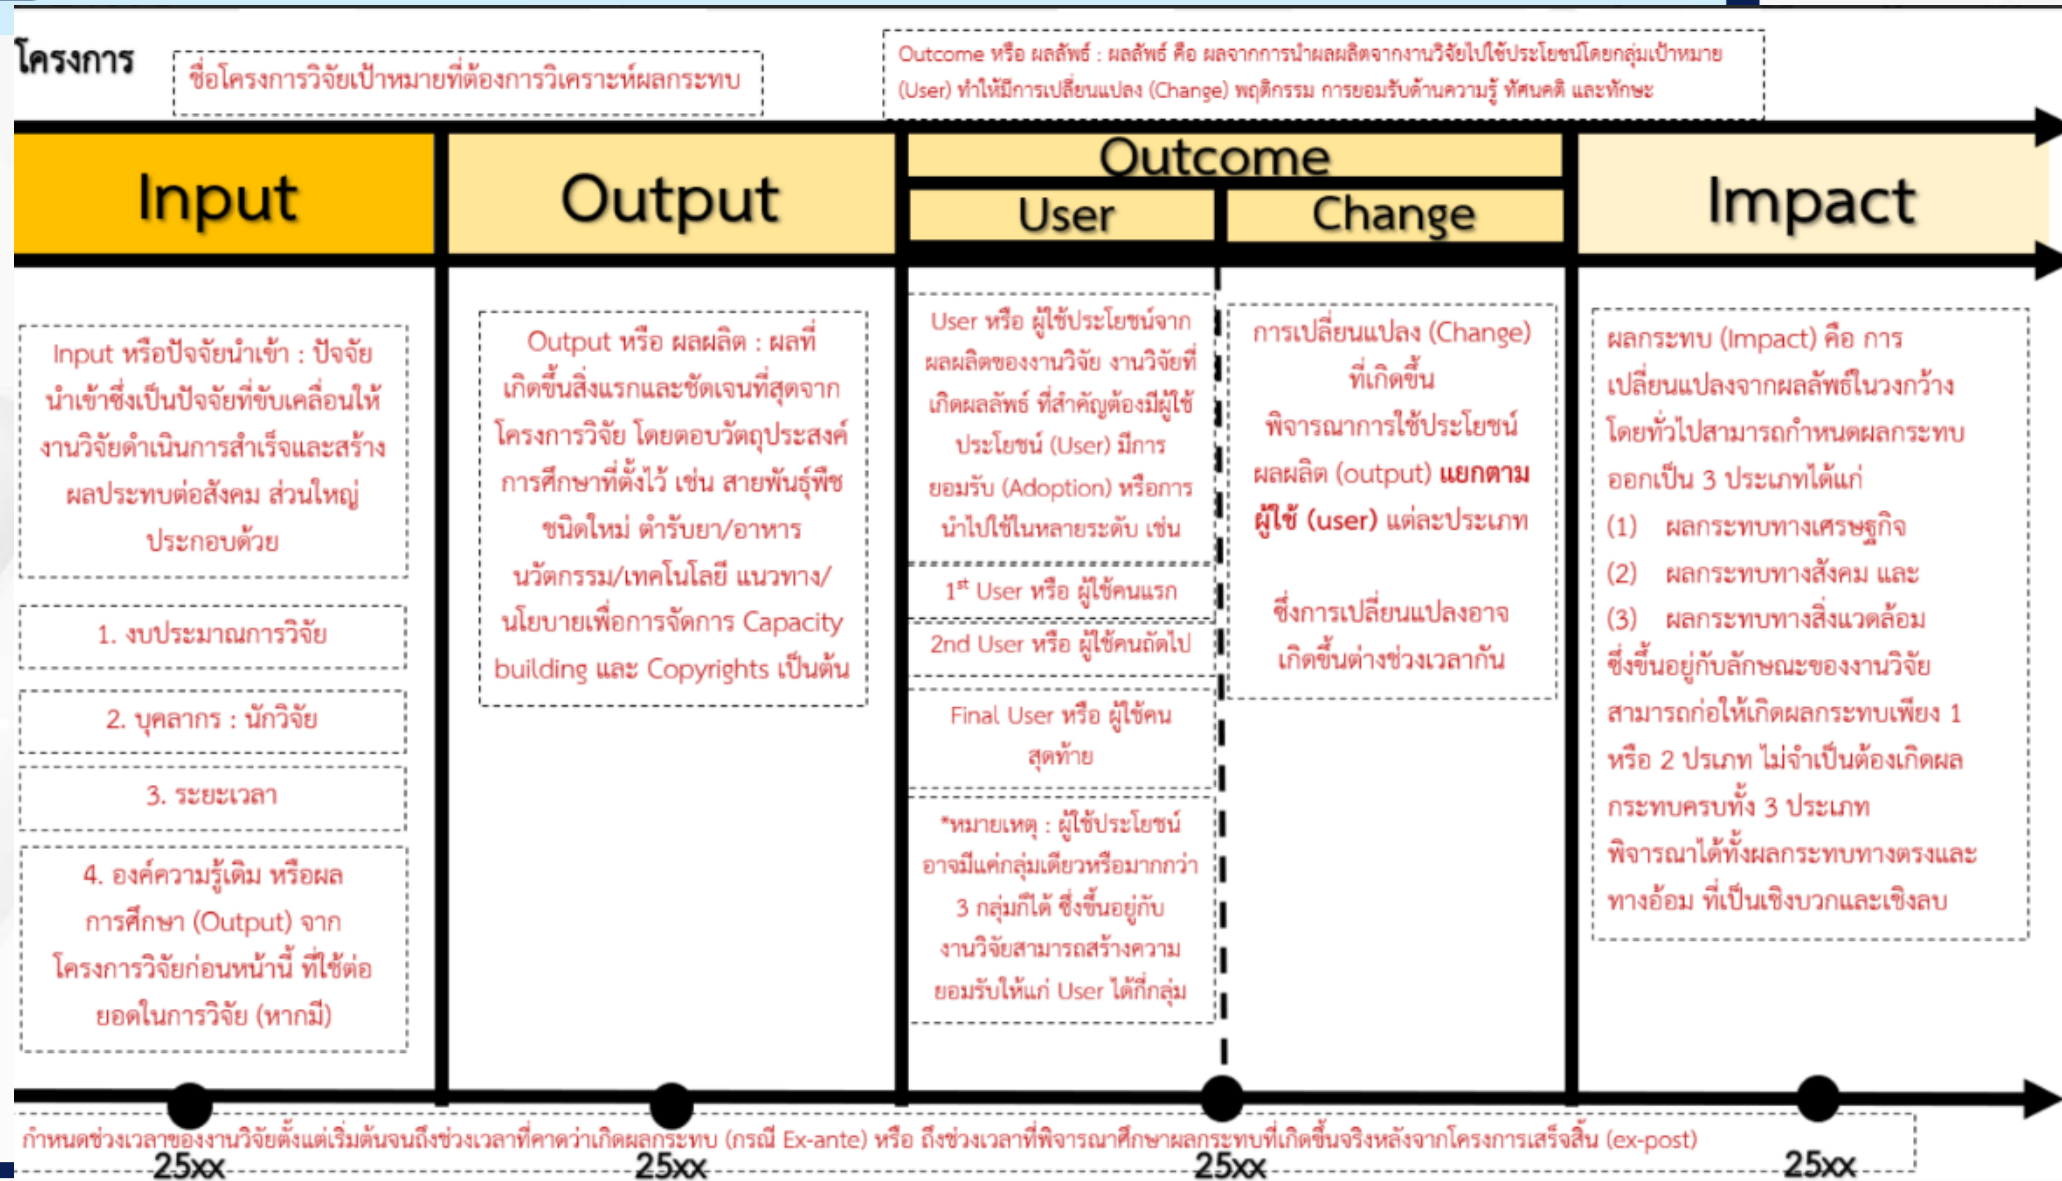 โครงการ
ชื่อโครงการวิจัยเป้าหมายที่ต้องการวิเคราะห์ผลกระทบ
Outcome หรือ ผลลัพธ์ : ผลลัพธ์ คือ ผลจากการนำผลผลิตจากงานวิจัยไปใช้ประโยชน์โดยกลุ่มเป้าหมาย
(User) ทำให้มีการเปลี่ยนแปลง (Change) พฤติกรรม การยอมรับด้านความรู้ ทัศนคติ และทักษะ
Input
Output
Outcome
User
Change
Impact
Input หรือปัจจัยนำเข้า : ปัจจัย
นำเข้าซึ่งเป็นปัจจัยที่ขับเคลื่อนให้
งานวิจัยดำเนินการสำเร็จและสร้าง
ผลประทบต่อสังคม ส่วนใหญ่
ประกอบด้วย
1. งบประมาณการวิจัย
2. บุคลากร : นักวิจัย
3. ระยะเวลา
4. องค์ความรู้เดิม หรือผล
การศึกษา (Output) จาก
โครงการวิจัยก่อนหน้านี้ ที่ใช้ต่อ
ยอดในการวิจัย (หากมี)
Output หรือ ผลผลิต : ผลที่
เกิดขึ้นสิ่งแรกและชัดเจนที่สุดจาก
โครงการวิจัย โดยตอบวัตถุประสงค์
การศึกษาที่ตั้งไว้ เช่น สายพันธุ์พืช
ชนิดใหม่ ตำรับยา/อาหาร
นวัตกรรม/เทคโนโลยี แนวทาง/
นโยบายเพื่อการจัดการ Capacity
building และ Copyrights เป็นต้น
User หรือ ผู้ใช้ประโยชน์จาก
ผลผลิตของงานวิจัย งานวิจัยที่
เกิดผลลัพธ์ ที่สำคัญต้องมีผู้ใช้
ประโยชน์ (User) มีการ
ยอมรับ (Adoption) หรือการ
นำไปใช้ในหลายระดับ เช่น
1st User หรือ ผู้ใช้คนแรก
2nd User หรือ ผู้ใช้คนถัดไป
Final User หรือ ผู้ใช้คน
สุดท้าย
*หมายเหตุ : ผู้ใช้ประโยชน์
อาจมีแค่กลุ่มเดียวหรือมากกว่า
3 กลุ่มก็ได้ ซึ่งขึ้นอยู่กับ
งานวิจัยสามารถสร้างความ
ยอมรับให้แก่ User ได้กี่กลุ่ม
การเปลี่ยนแปลง (Change)
ที่เกิดขึ้น
พิจารณาการใช้ประโยชน์
ผลผลิต (output) แยกตาม
ผู้ใช้ (user) แต่ละประเภท
ซึ่งการเปลี่ยนแปลงอาจ
เกิดขึ้นต่างช่วงเวลากัน
ผลกระทบ (Impact) คือ การ
เปลี่ยนแปลงจากผลลัพธ์ในวงกว้าง
โดยทั่วไปสามารถกำหนดผลกระทบ
ออกเป็น 3 ประเภทได้แก่
(1) ผลกระทบทางเศรษฐกิจ
(2) ผลกระทบทางสังคม และ
(3) ผลกระทบทางสิ่งแวดล้อม
ซึ่งขึ้นอยู่กับลักษณะของงานวิจัย
สามารถก่อให้เกิดผลกระทบเพียง 1
หรือ 2 ปรเภท ไม่จำเป็นต้องเกิดผล
กระทบครบทั้ง 3 ประเภท
พิจารณาได้ทั้งผลกระทบทางตรงและ
ทางอ้อม ที่เป็นเชิงบวกและเชิงลบ
กำหนดช่วงเวลาของงานวิจัยตั้งแต่เริ่มต้นจนถึงช่วงเวลาที่คาดว่าเกิดผลกระทบ (กรณี Ex-ante) หรือ ถึงช่วงเวลาที่พิจารณาศึกษาผลกระทบที่เกิดขึ้นจริงหลังจากโครงการเสร็จสิ้น (ex-post)
25xx
25xx
25xx
25xx